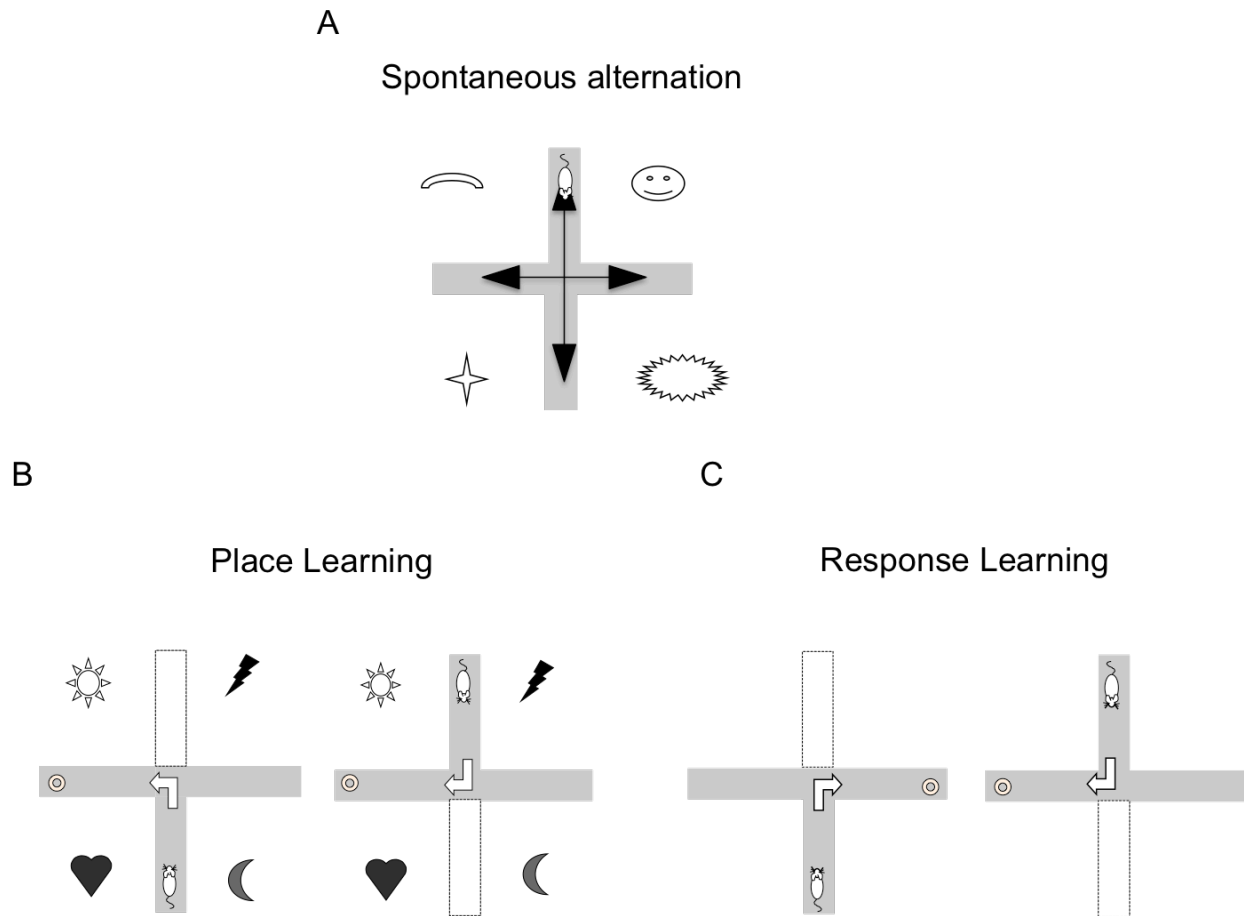 A
Spontaneous alternation
B
C
Place Learning
Response Learning